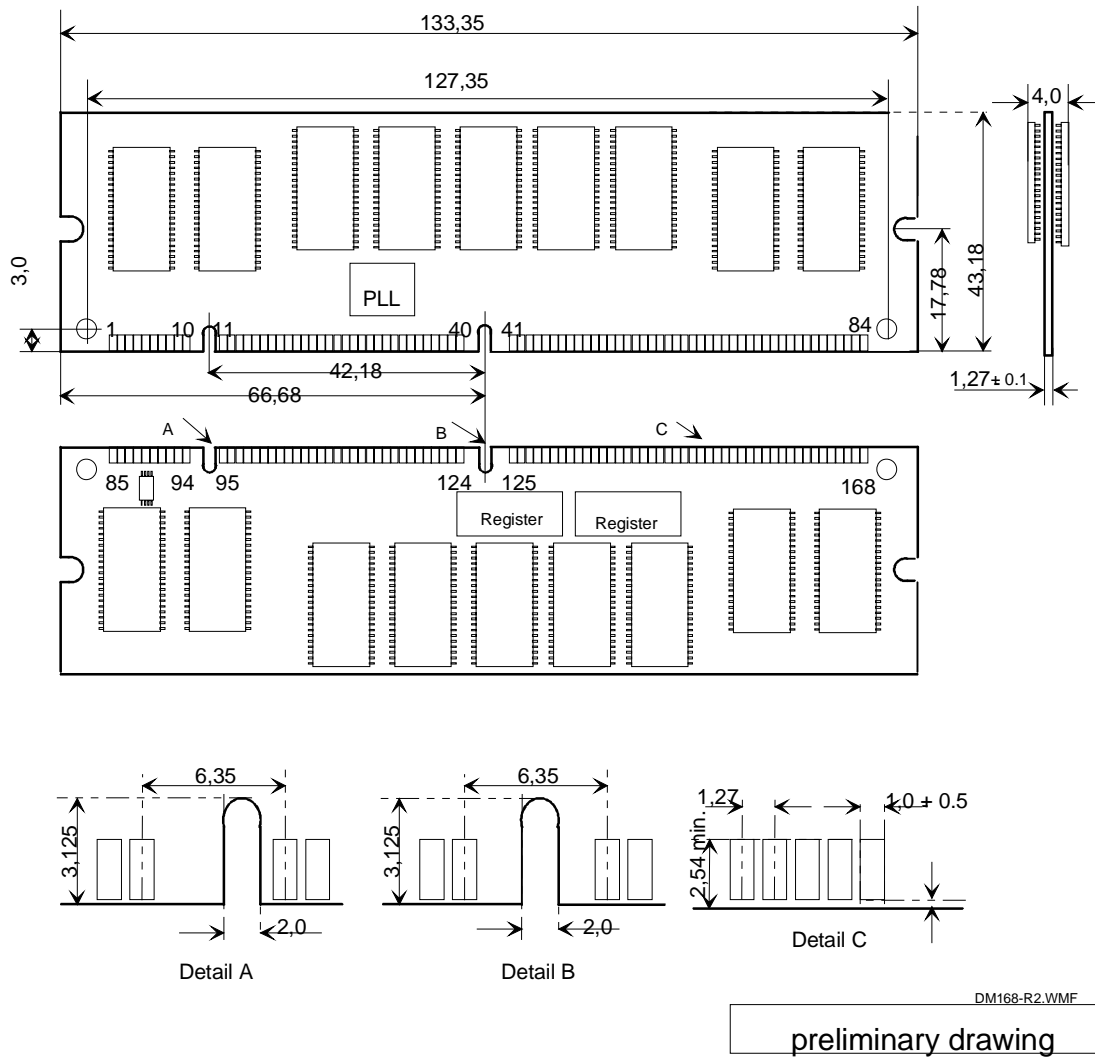 133,35
127,35
4,0
3,0
PLL
17,78
43,18
1 10 11 40 41 84
42,18
66,68
1,27± 0.1
A B C
85 94 95 124 125 168
Register Register
6,35
6,35
1,27
1,0 + 0.5
3,125
3,125
2,54 min.
2,0
2,0
Detail A
Detail B
Detail C
DM168-R2.WMF
preliminary drawing